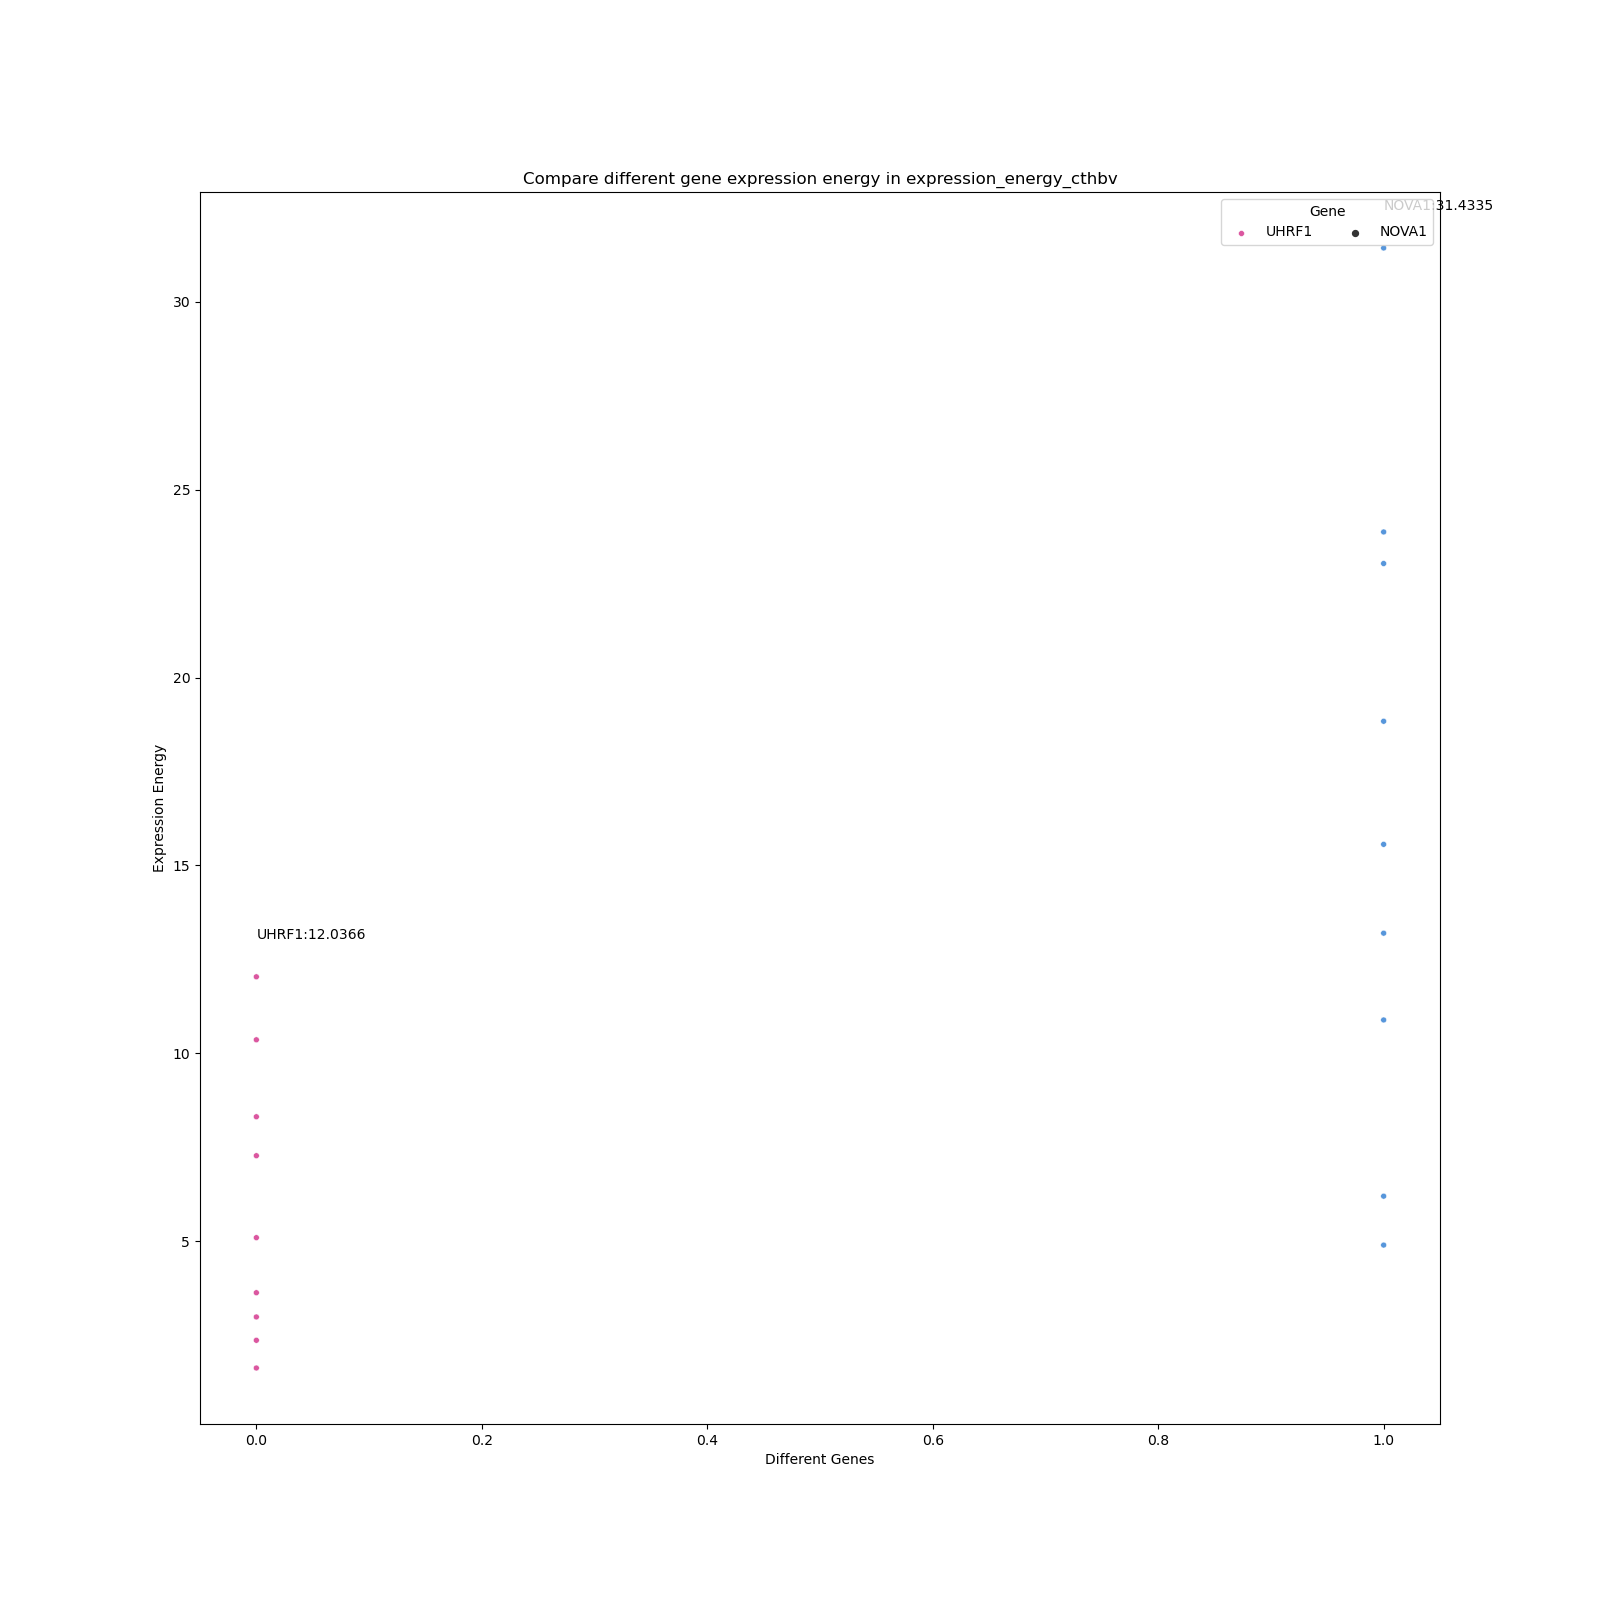 Compare different gene expression energy in expression_energy_cthbv
NOVA1:31.4335
Gene
UHRF1 NOVA1
30
25
20
15
10
5
Expression Energy
UHRF1:12.0366
0.0 0.2 0.4 0.6 0.8 1.0
Different Genes